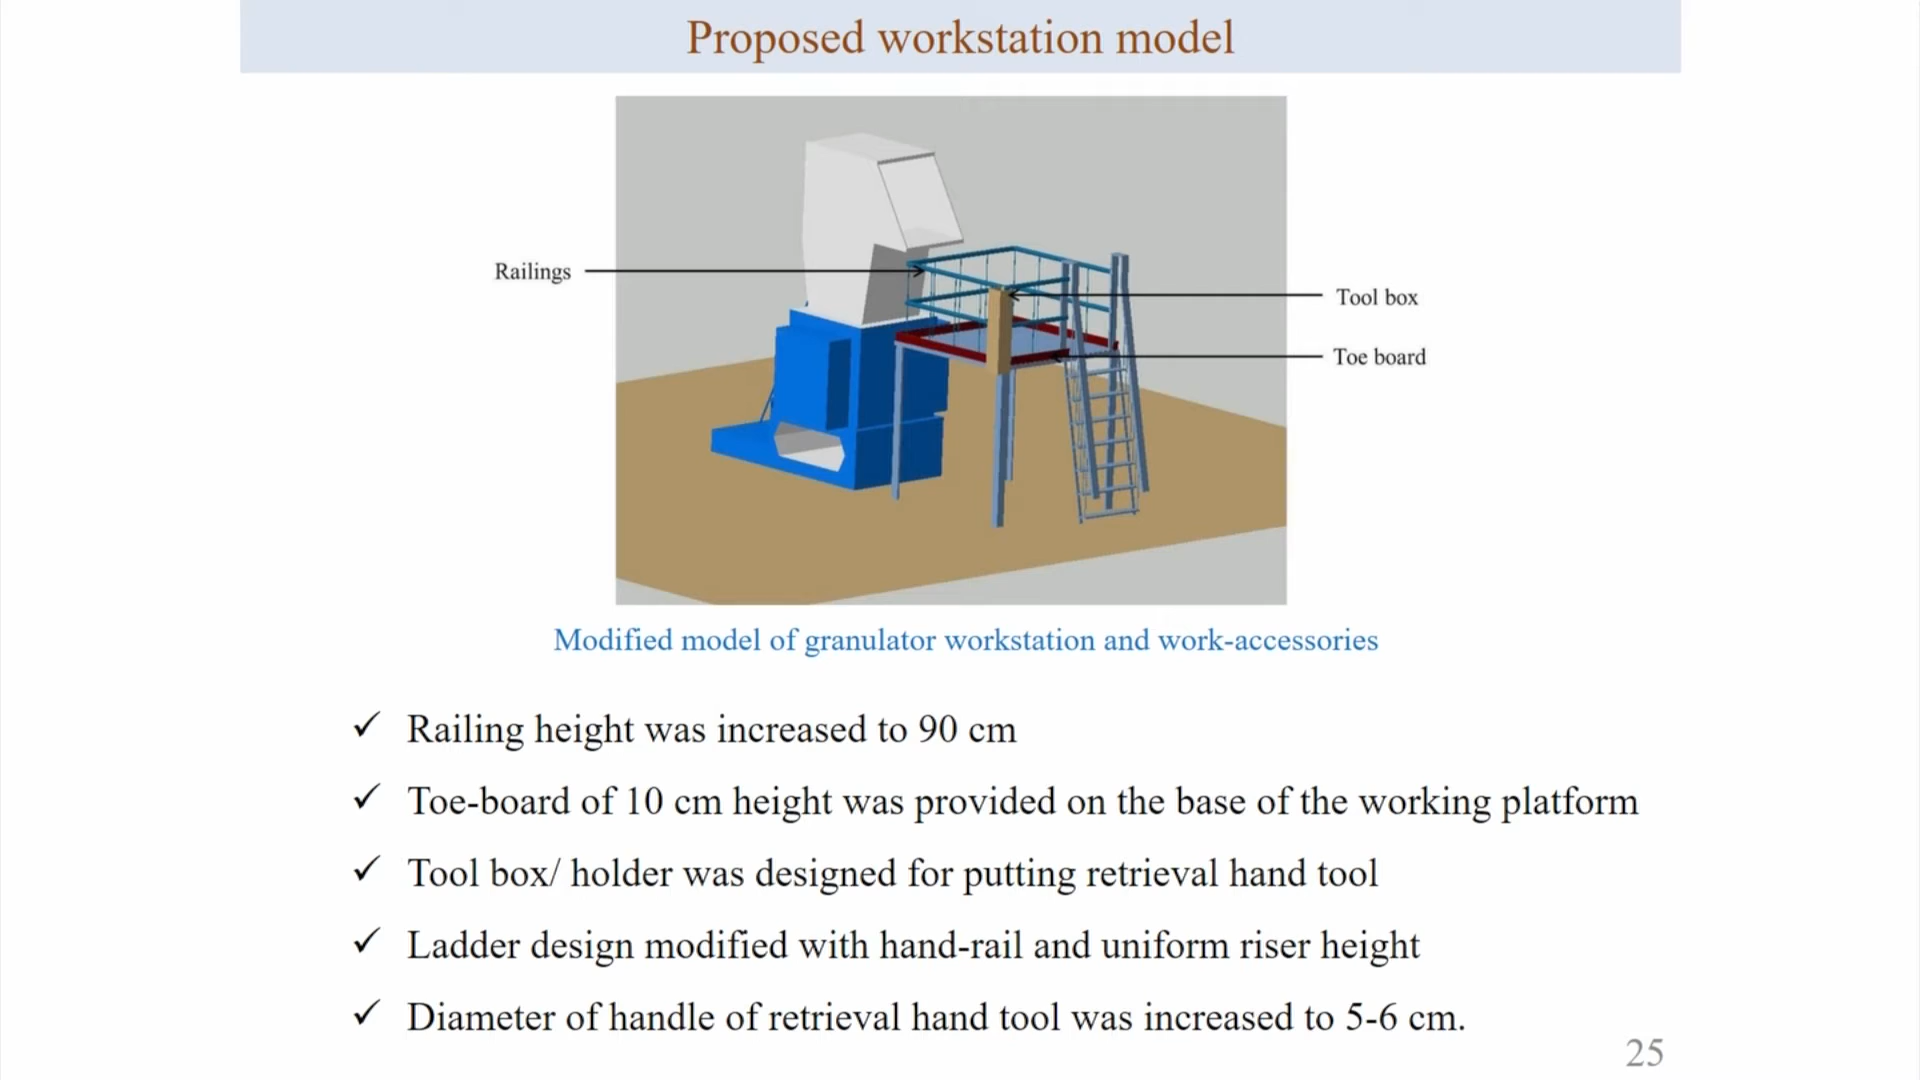 Proposed workstation model
Railings
Tool box
Toe board
Modified model of granulator workstation and work-accessories
✓ Railing height was increased to 90 cm
✓ Toe-board of 10 cm height was provided on the base of the working platform
✓ Tool box/ holder was designed for putting retrieval hand tool
✓ Ladder design modified with hand-rail and uniform riser height
✓ Diameter of handle of retrieval hand tool was increased to 5-6 cm.
25